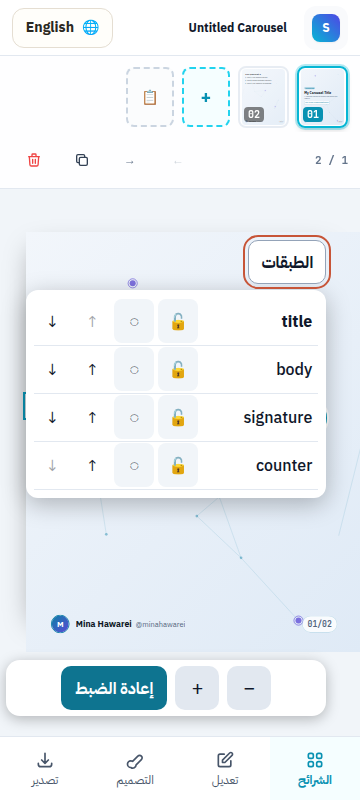 English 🌐
Untitled Carousel
S
01
My Carousel Title
02
+
2 / 1
← →
الطبقات
title 🔓 ○ ↑ ↓
body 🔓 ○ ↑ ↓
signature 🔓 ○ ↑ ↓
counter 🔓 ○ ↑ ↓
M Mina Hawarei @minahawarei
01/02
إعادة الضبط + −
الشرائح
تعديل
التصميم
تصدير